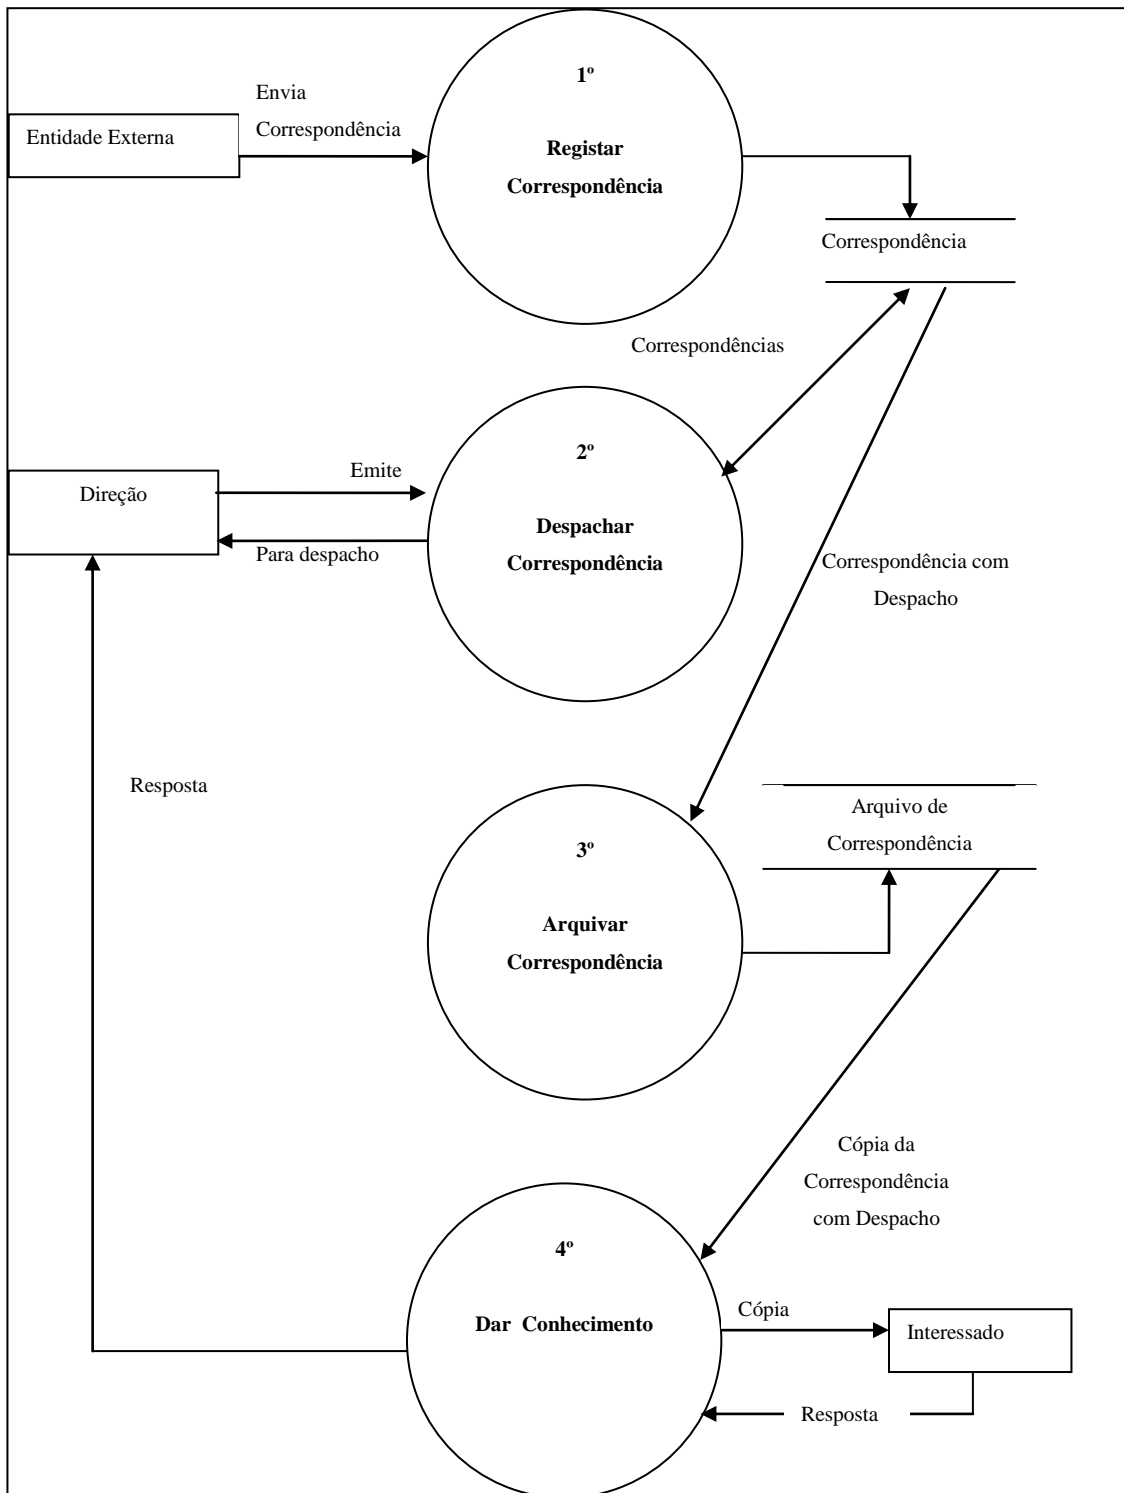 1º
Envia
Correspondência
Entidade Externa
Registar
Correspondência
Correspondência
Correspondências
2º
Emite
Direção
Despachar
Correspondência
Para despacho
Correspondência com
Despacho
Resposta
Arquivo de
Correspondência
3º
Arquivar
Correspondência
Cópia da
Correspondência
com Despacho
4º
Dar Conhecimento
Cópia
Interessado
Resposta